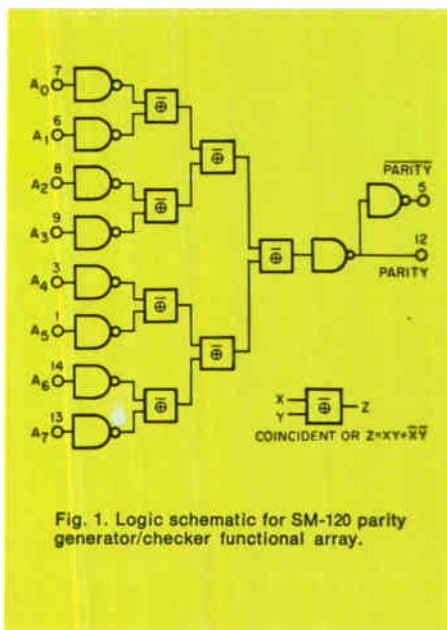 A₀ 7
A₁ 6
A₂ 8
A₃ 9
A₄ 3
A₅ 1
A₆ 14
A₇ 13
⊕̅
⊕̅
⊕̅
⊕̅
⊕̅
⊕̅
⊕̅
P̅A̅R̅I̅T̅Y̅
5
12
PARITY
X
Y
⊕̅
Z
COINCIDENT OR Z=XY+X̅Y̅
Fig. 1. Logic schematic for SM-120 parity
generator/checker functional array.